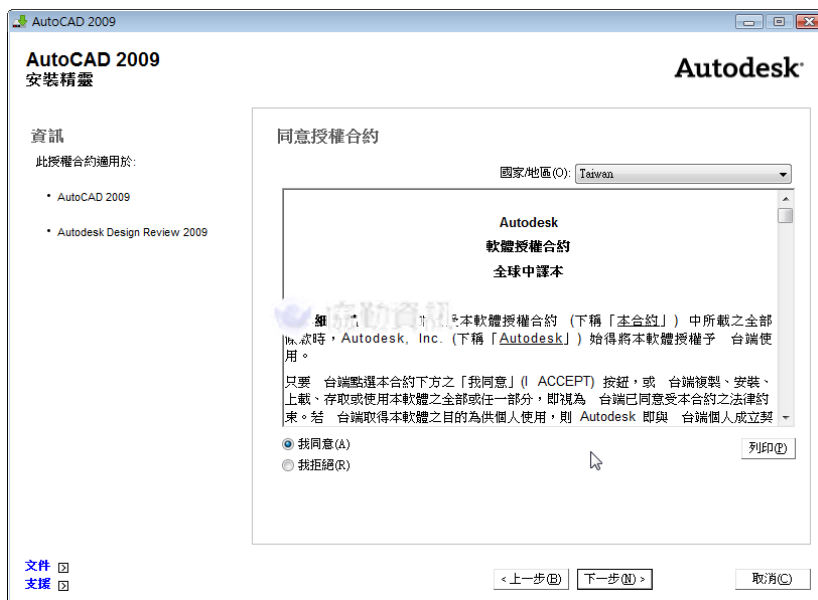 AutoCAD 2009
AutoCAD 2009
安裝精靈
Autodesk
資訊
此授權合約適用於:
• AutoCAD 2009
• Autodesk Design Review 2009
同意授權合約
國家/地區(O): Taiwan
Autodesk
軟體授權合約
全球中譯本
細 受本軟體授權合約 (下稱「本合約」) 中所載之全部
條款時，Autodesk, Inc. (下稱「Autodesk」) 始得將本軟體授權予 台端使
用。
只要 台端點選本合約下方之「我同意」(I ACCEPT) 按鈕，或 台端複製、安裝、
上載、存取或使用本軟體之全部或任一部分，即視為 台端已同意受本合約之法律約
束。若 台端取得本軟體之目的為供個人使用，則 Autodesk 即與 台端個人成立契
我同意(A)
我拒絕(R)
列印(P)
文件
支援
<上一步(B)
下一步(N) >
取消(C)